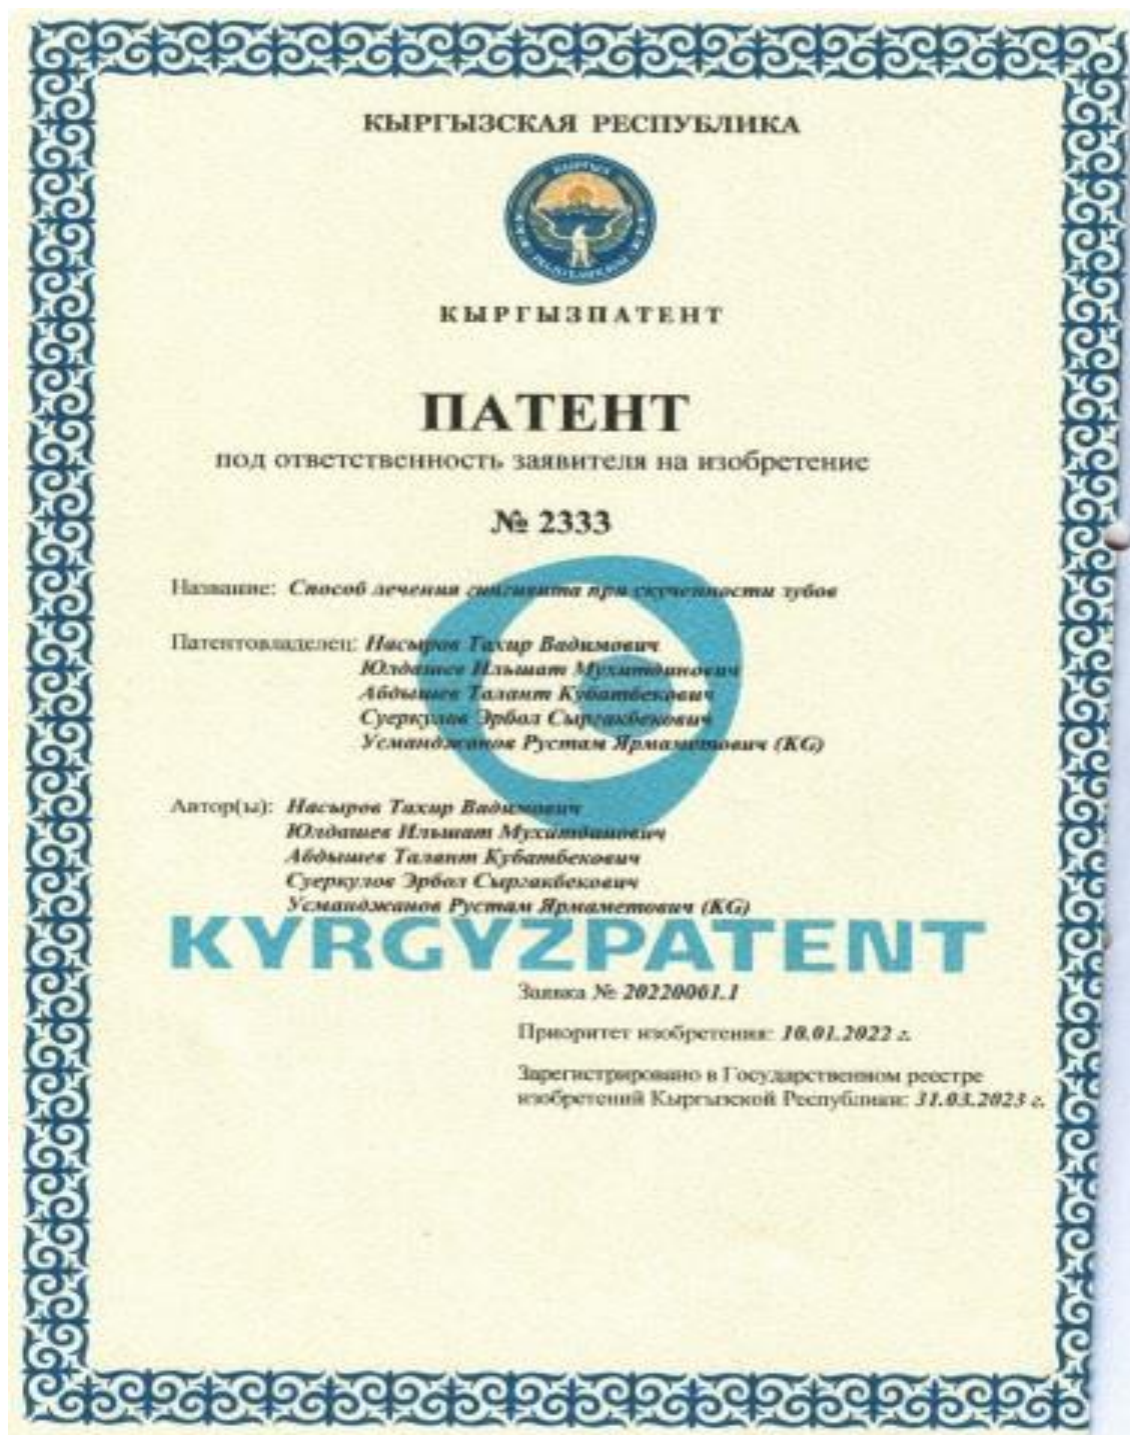 КЫРГЫЗСКАЯ РЕСПУБЛИКА
КЫРГЫЗПАТЕНТ
ПАТЕНТ
под ответственность заявителя на изобретение
№ 2333
Название: Способ лечения гингивита при скученности зубов
Патентовладелец: Насыров Тахир Вадимович
Юлдашев Ильшат Мухитдинович
Абдышев Талант Кубатбекович
Суеркулов Эрбол Сыргакбекович
Усманджанов Рустам Ярмаметович (KG)
Автор(ы): Насыров Тахир Вадимович
Юлдашев Ильшат Мухитдинович
Абдышев Талант Кубатбекович
Суеркулов Эрбол Сыргакбекович
Усманджанов Рустам Ярмаметович (KG)
KYRGYZPATENT
Заявка № 20220061.1
Приоритет изобретения: 10.01.2022 г.
Зарегистрировано в Государственном реестре
изобретений Кыргызской Республики: 31.03.2023 г.